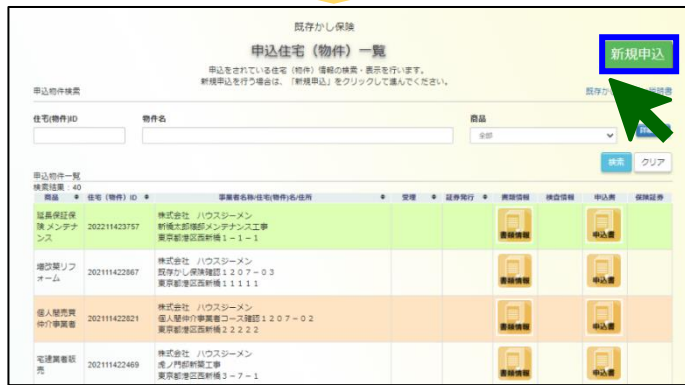 既存かし保険
申込住宅（物件）一覧
新規申込
申込をされている住宅（物件）情報の検索・表示を行います。
新規申込を行う場合は、「新規申込」をクリックして進んでください。
申込物件検索
既存か
住宅(物件)ID 物件名 商品
全部
検索 クリア
申込物件一覧
検索結果：40
商品 住宅（物件）ID 事業者名称/住宅(物件)名/住所 受理 証券発行 書類情報 検査情報 申込書 保険証券
延長保証保険 メンテナンス 202211423757 株式会社　ハウスジーメン
新橋太郎様邸メンテナンス工事
東京都港区西新橋１－１－１
書類情報 申込書
増改築リフォーム 202111422867 株式会社　ハウスジーメン
既存かし保険確認１２０７－０３
東京都港区西新橋１１１１１
書類情報 申込書
個人間売買 仲介事業者 202111422821 株式会社　ハウスジーメン
個人間仲介事業者コース確認１２０７－０２
東京都港区西新橋２２２２２
書類情報 申込書
宅建業者販売 202111422469 株式会社　ハウスジーメン
虎ノ門邸新築工事
東京都港区西新橋３－７－１
書類情報 申込書